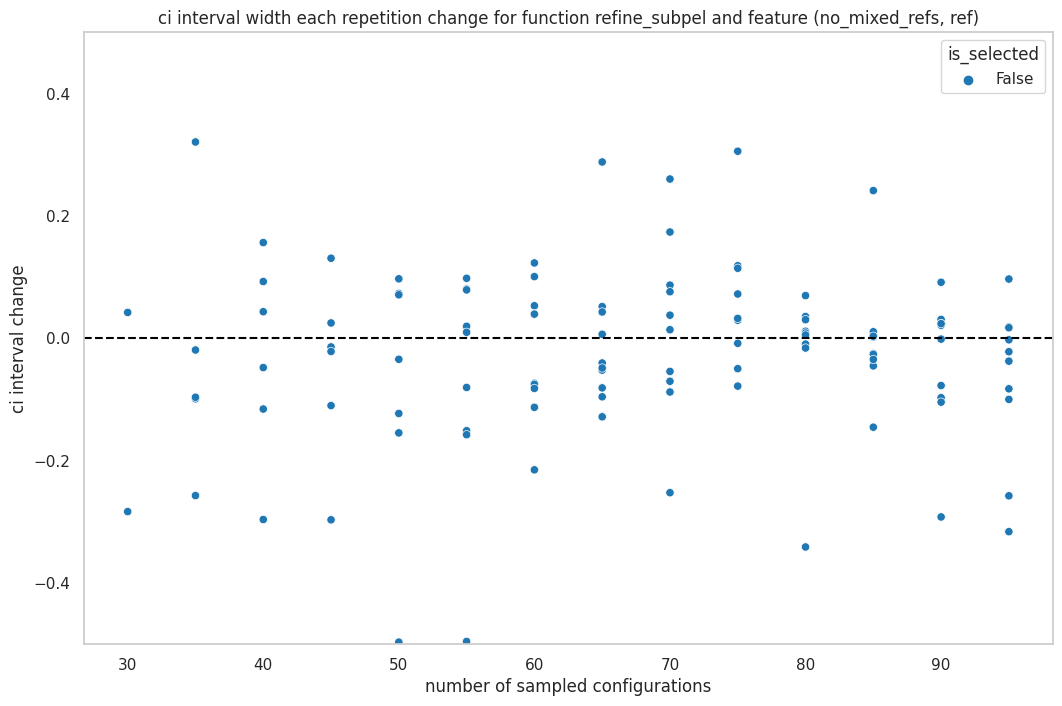 ci interval width each repetition change for function refine_subpel and feature (no_mixed_refs, ref)
is_selected
False
ci interval change
0.4
0.2
0.0
−0.2
−0.4
30 40 50 60 70 80 90
number of sampled configurations